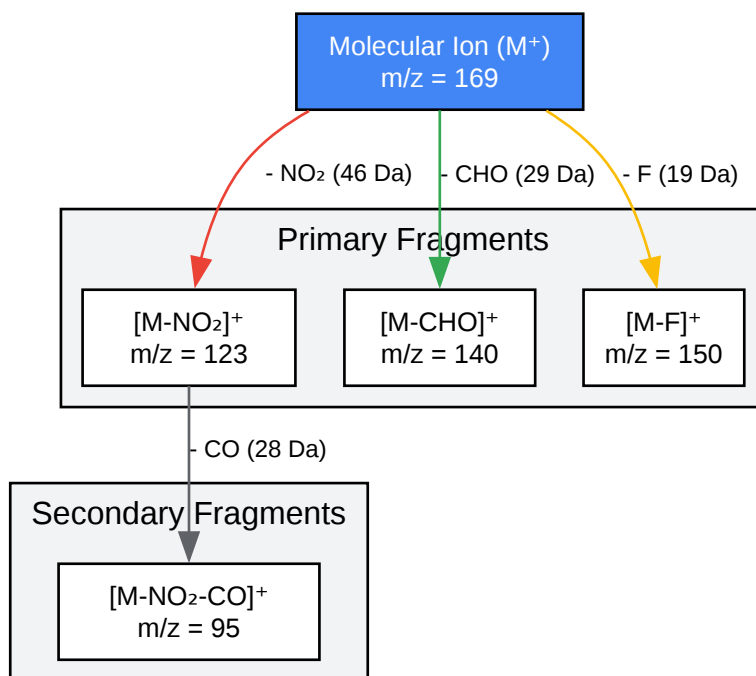 Molecular Ion (M⁺)
m/z = 169
- NO₂ (46 Da)
- CHO (29 Da)
- F (19 Da)
Primary Fragments
[M-NO₂]⁺
m/z = 123
[M-CHO]⁺
m/z = 140
[M-F]⁺
m/z = 150
- CO (28 Da)
Secondary Fragments
[M-NO₂-CO]⁺
m/z = 95